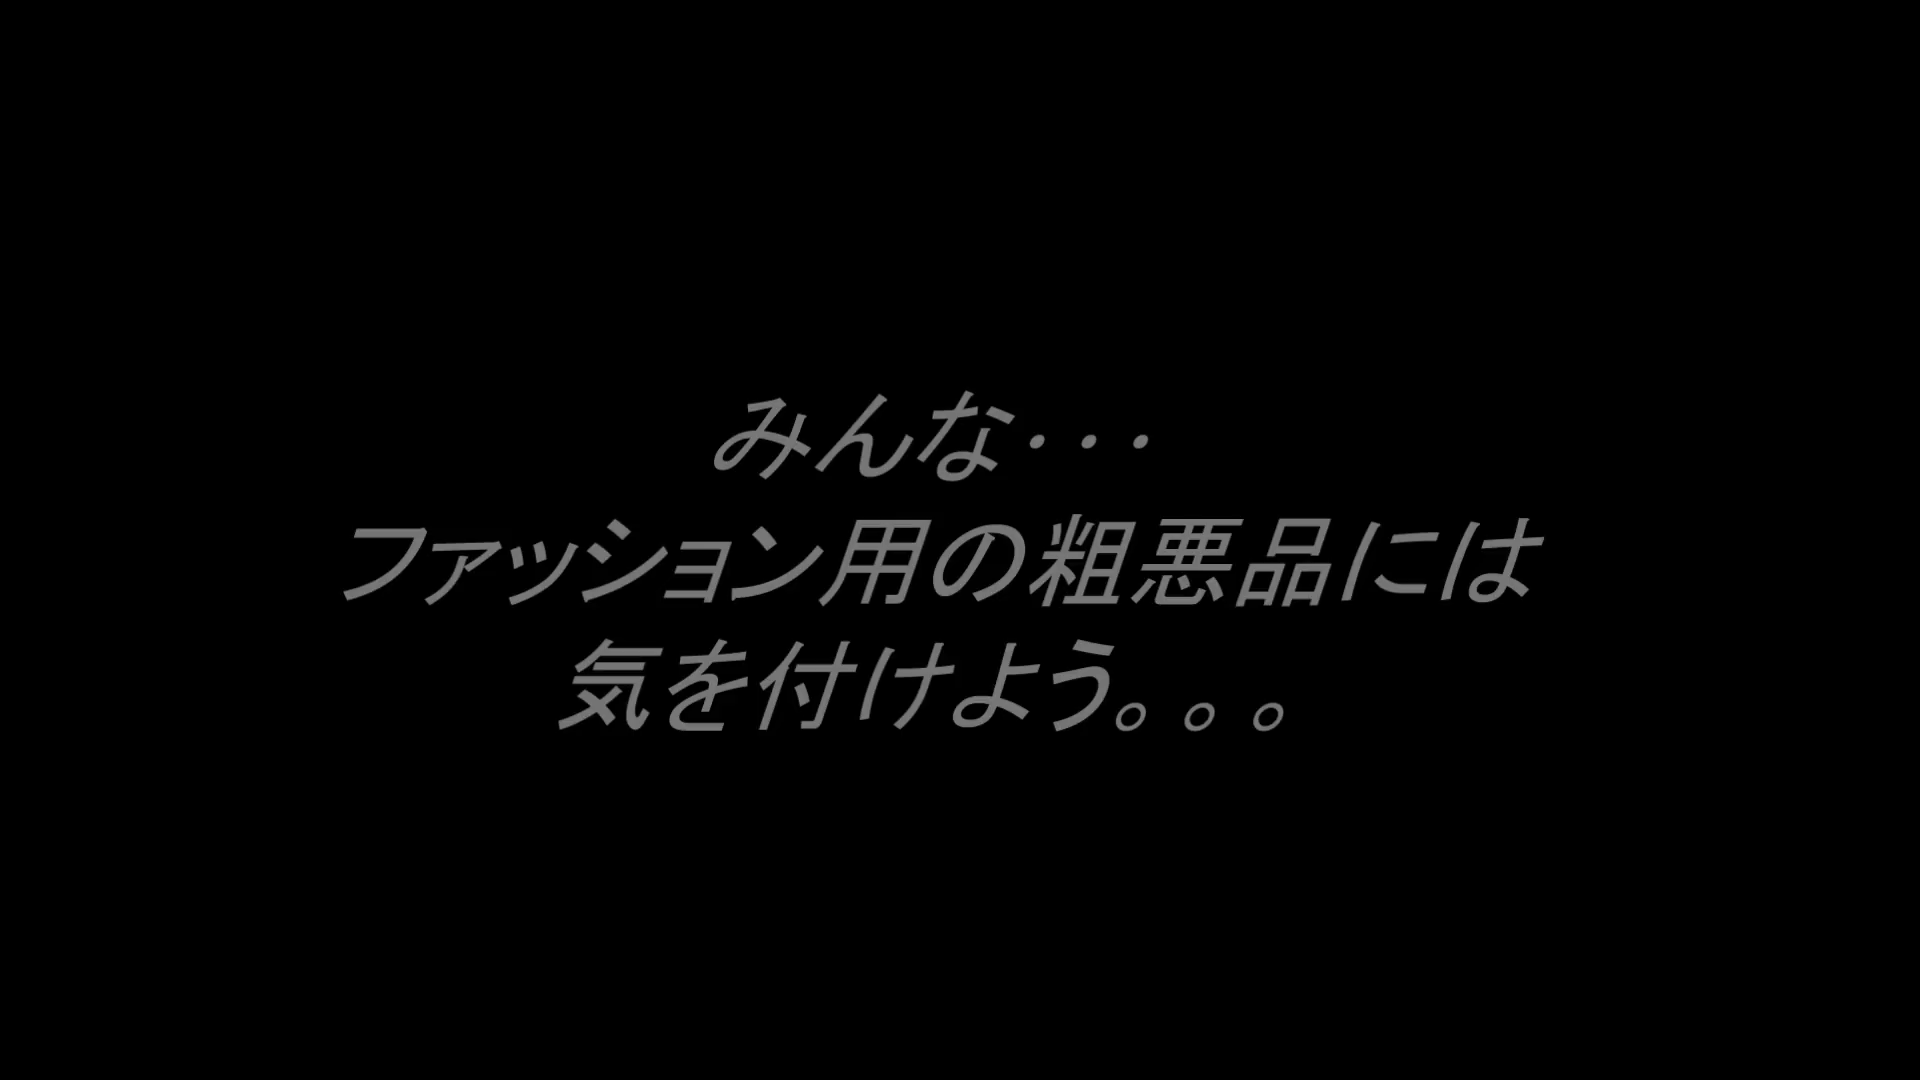 みんな･･･
ファッション用の粗悪品には
気を付けよう。。。